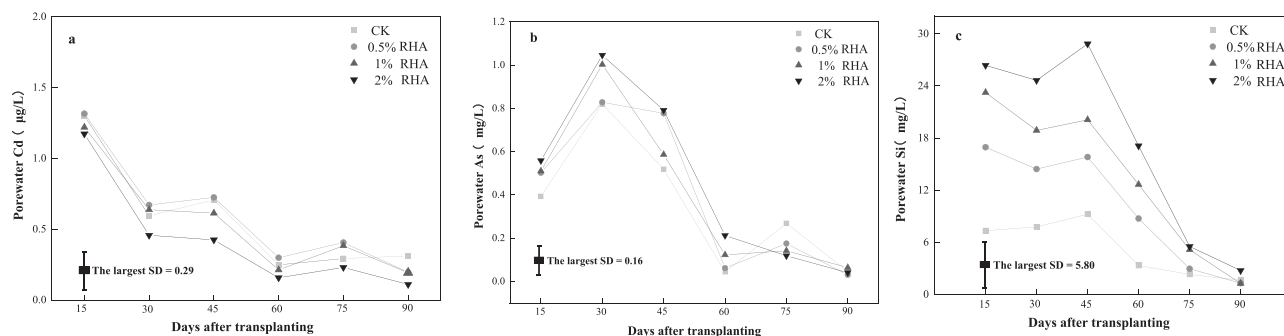 a
CK
0.5% RHA
1% RHA
2% RHA
2.0
1.5
1.0
0.5
0.0
Porewater Cd( μg/L)
The largest SD = 0.29
15 30 45 60 75 90
Days after transplanting
b
CK
0.5% RHA
1% RHA
2% RHA
1.2
1.0
0.8
0.6
0.4
0.2
0.0
Porewater As( mg/L)
The largest SD = 0.16
15 30 45 60 75 90
Days after transplanting
c
CK
0.5% RHA
1% RHA
2% RHA
30
24
18
12
6
0
Porewater Si( mg/L)
The largest SD = 5.80
15 30 45 60 75 90
Days after transplanting